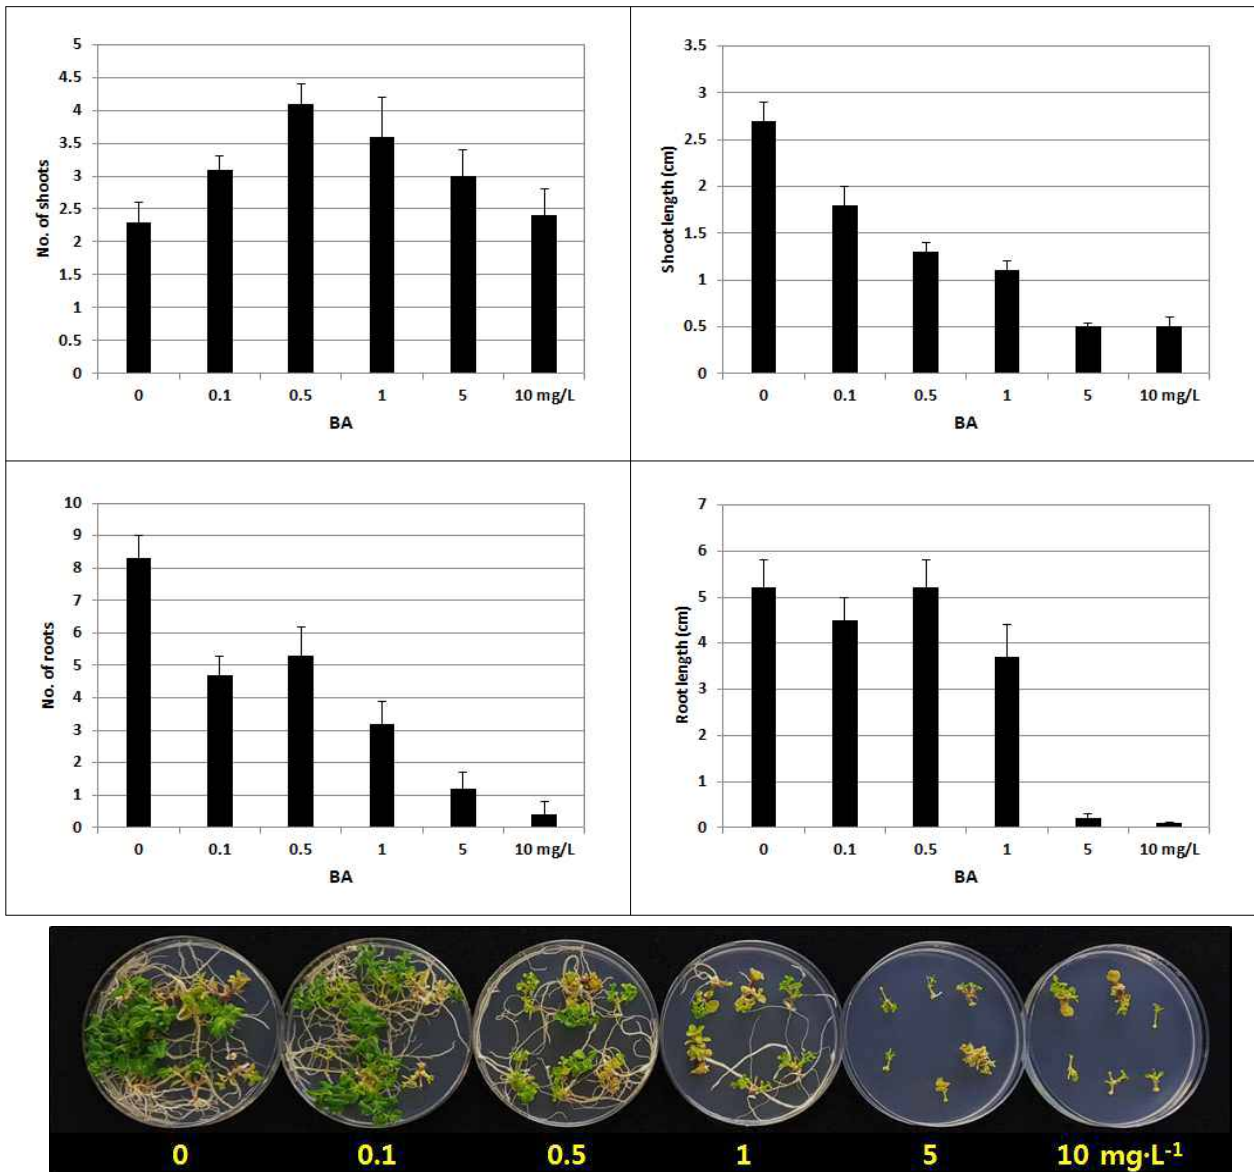 5
4.5
4
3.5
3
2.5
2
1.5
1
0.5
0
No. of shoots
0 0.1 0.5 1 5 10 mg/L
BA
3.5
3
2.5
2
1.5
1
0.5
0
Shoot length (cm)
0 0.1 0.5 1 5 10 mg/L
BA
10
9
8
7
6
5
4
3
2
1
0
No. of roots
0 0.1 0.5 1 5 10 mg/L
BA
7
6
5
4
3
2
1
0
Root length (cm)
0 0.1 0.5 1 5 10 mg/L
BA
0 0.1 0.5 1 5 10 mg·L⁻¹